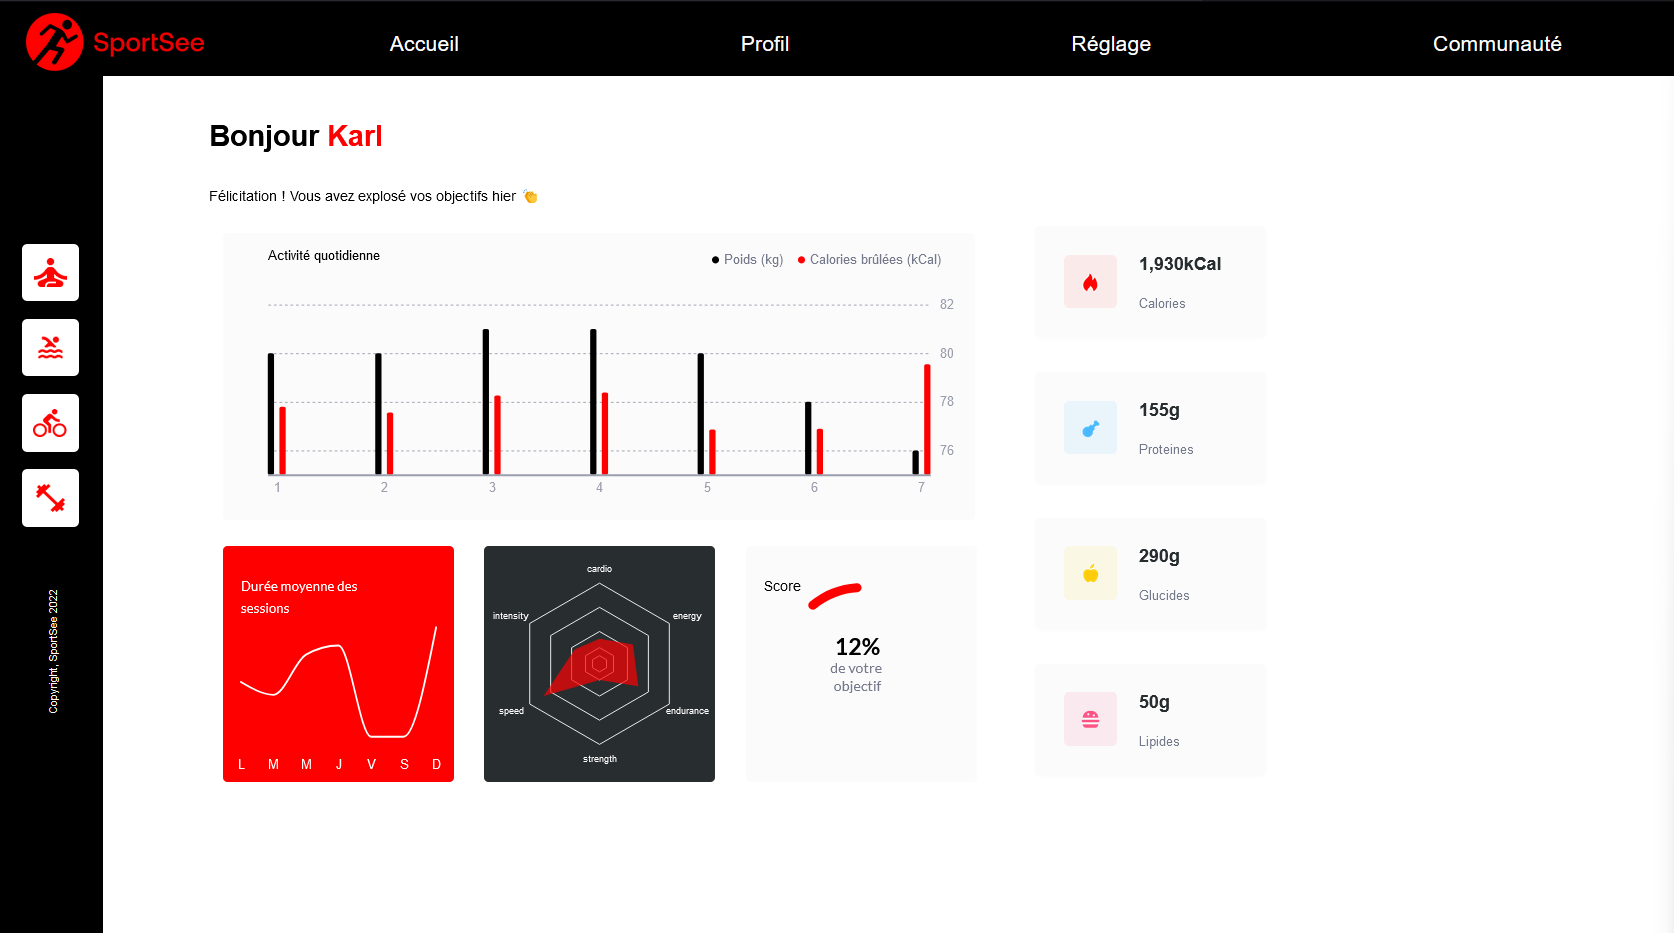 SportSee
Accueil
Profil
Réglage
Communauté
Bonjour Karl
Félicitation ! Vous avez explosé vos objectifs hier 👏
Activité quotidienne
Poids (kg)
Calories brûlées (kCal)
82
80
78
76
1 2 3 4 5 6 7
1,930kCal
Calories
155g
Proteines
290g
Glucides
50g
Lipides
Durée moyenne des
sessions
L M M J V S D
cardio
energy
endurance
strength
speed
intensity
Score
12%
de votre
objectif
Copyright, SportSee 2022